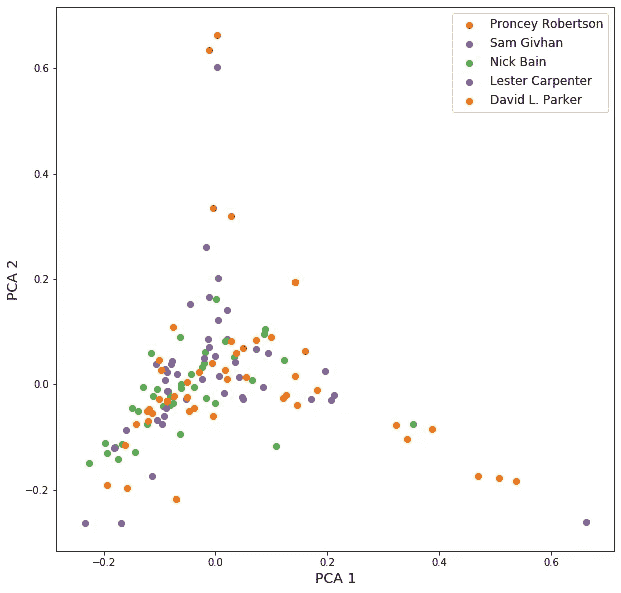 Proncey Robertson
Sam Givhan
Nick Bain
Lester Carpenter
David L. Parker
0.6
0.4
0.2
0.0
−0.2
PCA 2
−0.2
0.0
0.2
0.4
0.6
PCA 1